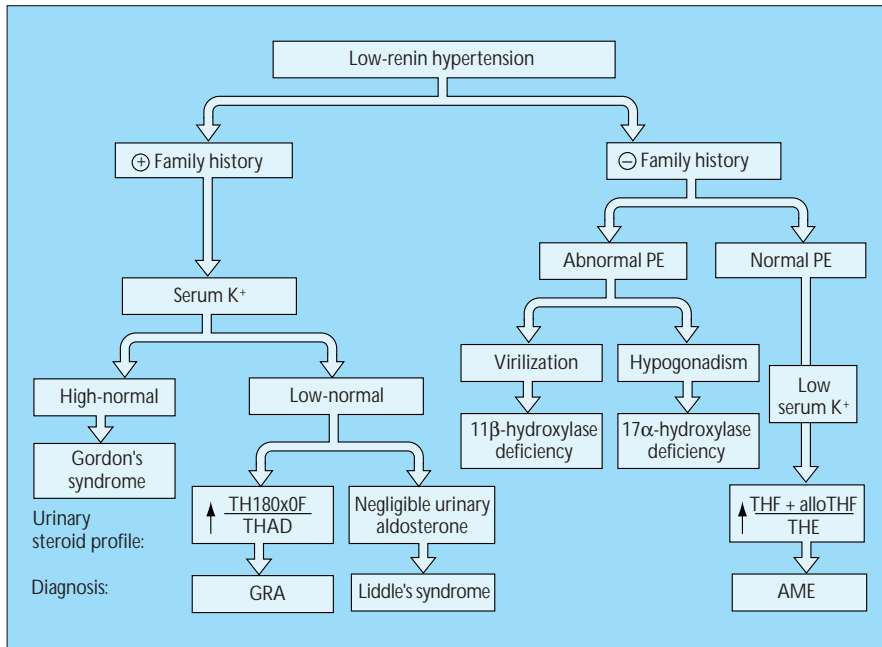 Low-renin hypertension
+ Family history
− Family history
Abnormal PE
Normal PE
Serum K+
Virilization
Hypogonadism
High-normal
Low-normal
Low
serum K+
11β-hydroxylase
deficiency
17α-hydroxylase
deficiency
Gordon's
syndrome
Urinary
steroid profile:
TH180x0F
THAD
Negligible urinary
aldosterone
THF + alloTHF
THE
Diagnosis:
GRA
Liddle's syndrome
AME